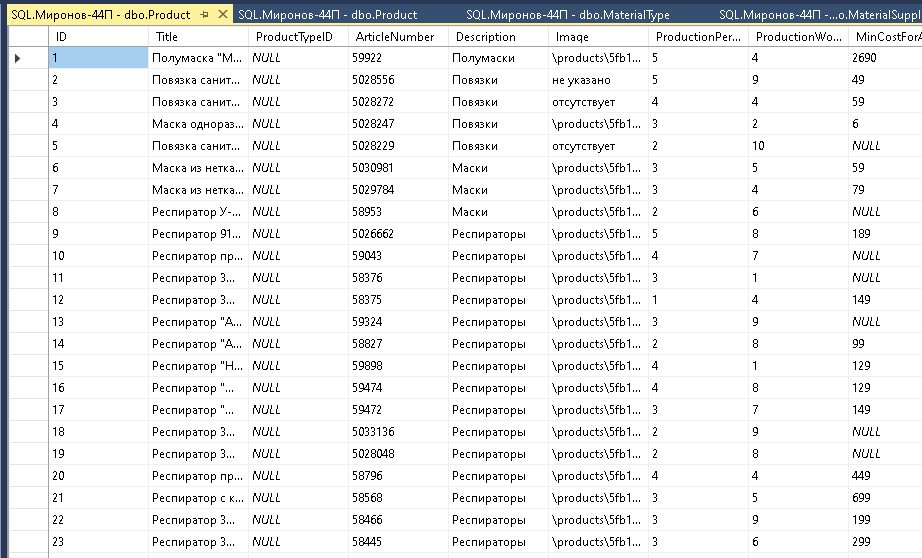 SQL.Миронов-44П - dbo.Product SQL.Миронов-44П - dbo.Product SQL.Миронов-44П - dbo.MaterialType SQL.Миронов-44П -...o.MaterialSuppl
ID Title ProductTypeID ArticleNumber Description Image ProductionPer... ProductionWo... MinCostForA
1 Полумаска "М... NULL 59922 Полумаски \products\5fb1... 5 4 2690
2 Повязка санит... NULL 5028556 Повязки не указано 5 9 49
3 Повязка санит... NULL 5028272 Повязки отсутствует 4 4 59
4 Маска однораз... NULL 5028247 Повязки \products\5fb1... 3 2 6
5 Повязка санит... NULL 5028229 Повязки отсутствует 2 10 NULL
6 Маска из нетка... NULL 5030981 Маски \products\5fb1... 3 5 59
7 Маска из нетка... NULL 5029784 Маски \products\5fb1... 3 4 79
8 Респиратор У-... NULL 58953 Маски \products\5fb1... 2 6 NULL
9 Респиратор 91... NULL 5026662 Респираторы \products\5fb1... 5 8 189
10 Респиратор пр... NULL 59043 Респираторы \products\5fb1... 4 7 NULL
11 Респиратор 3... NULL 58376 Респираторы \products\5fb1... 3 1 NULL
12 Респиратор 3... NULL 58375 Респираторы \products\5fb1... 1 4 149
13 Респиратор "А... NULL 59324 Респираторы \products\5fb1... 3 9 NULL
14 Респиратор "А... NULL 58827 Респираторы \products\5fb1... 2 8 99
15 Респиратор "Н... NULL 59898 Респираторы \products\5fb1... 4 1 129
16 Респиратор "... NULL 59474 Респираторы \products\5fb1... 4 8 129
17 Респиратор "... NULL 59472 Респираторы \products\5fb1... 3 7 149
18 Респиратор 3... NULL 5033136 Респираторы \products\5fb1... 2 9 NULL
19 Респиратор 3... NULL 5028048 Респираторы \products\5fb1... 2 8 NULL
20 Респиратор пр... NULL 58796 Респираторы \products\5fb1... 4 4 449
21 Респиратор с к... NULL 58568 Респираторы \products\5fb1... 3 5 699
22 Респиратор 3... NULL 58466 Респираторы \products\5fb1... 3 9 199
23 Респиратор 3... NULL 58445 Респираторы \products\5fb1... 3 6 299